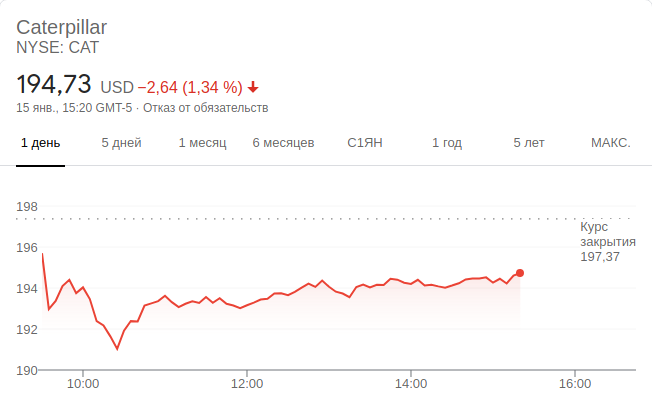 Caterpillar
NYSE: CAT
194,73 USD −2,64 (1,34 %)
15 янв., 15:20 GMT-5 · Отказ от обязательств
1 день 5 дней 1 месяц 6 месяцев С1ЯН 1 год 5 лет МАКС.
198
Курс
закрытия
197,37
196
194
192
190
10:00 12:00 14:00 16:00